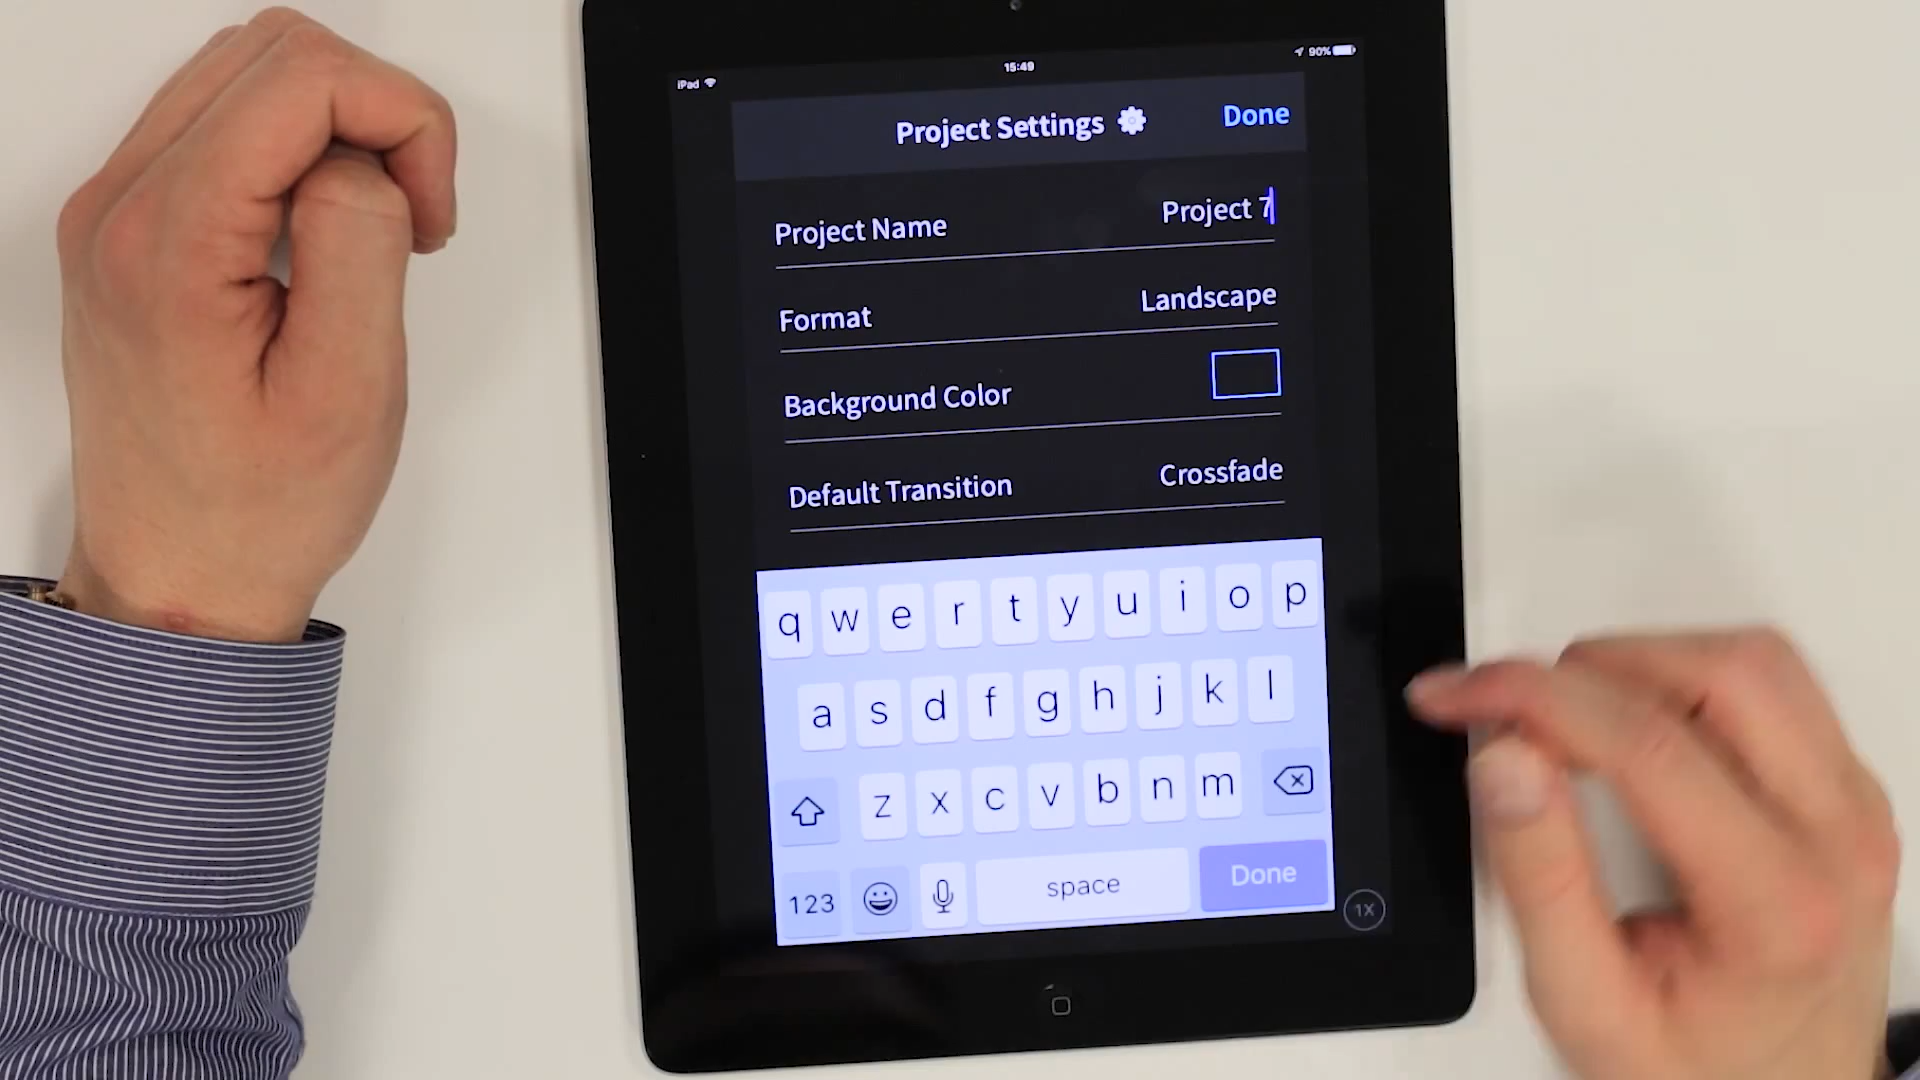 iPad
15:49
90%
Project Settings
Done
Project Name
Project 7
Format
Landscape
Background Color
Default Transition
Crossfade
q w e r t y u i o p
a s d f g h j k l
z x c v b n m
123
space
Done
1X